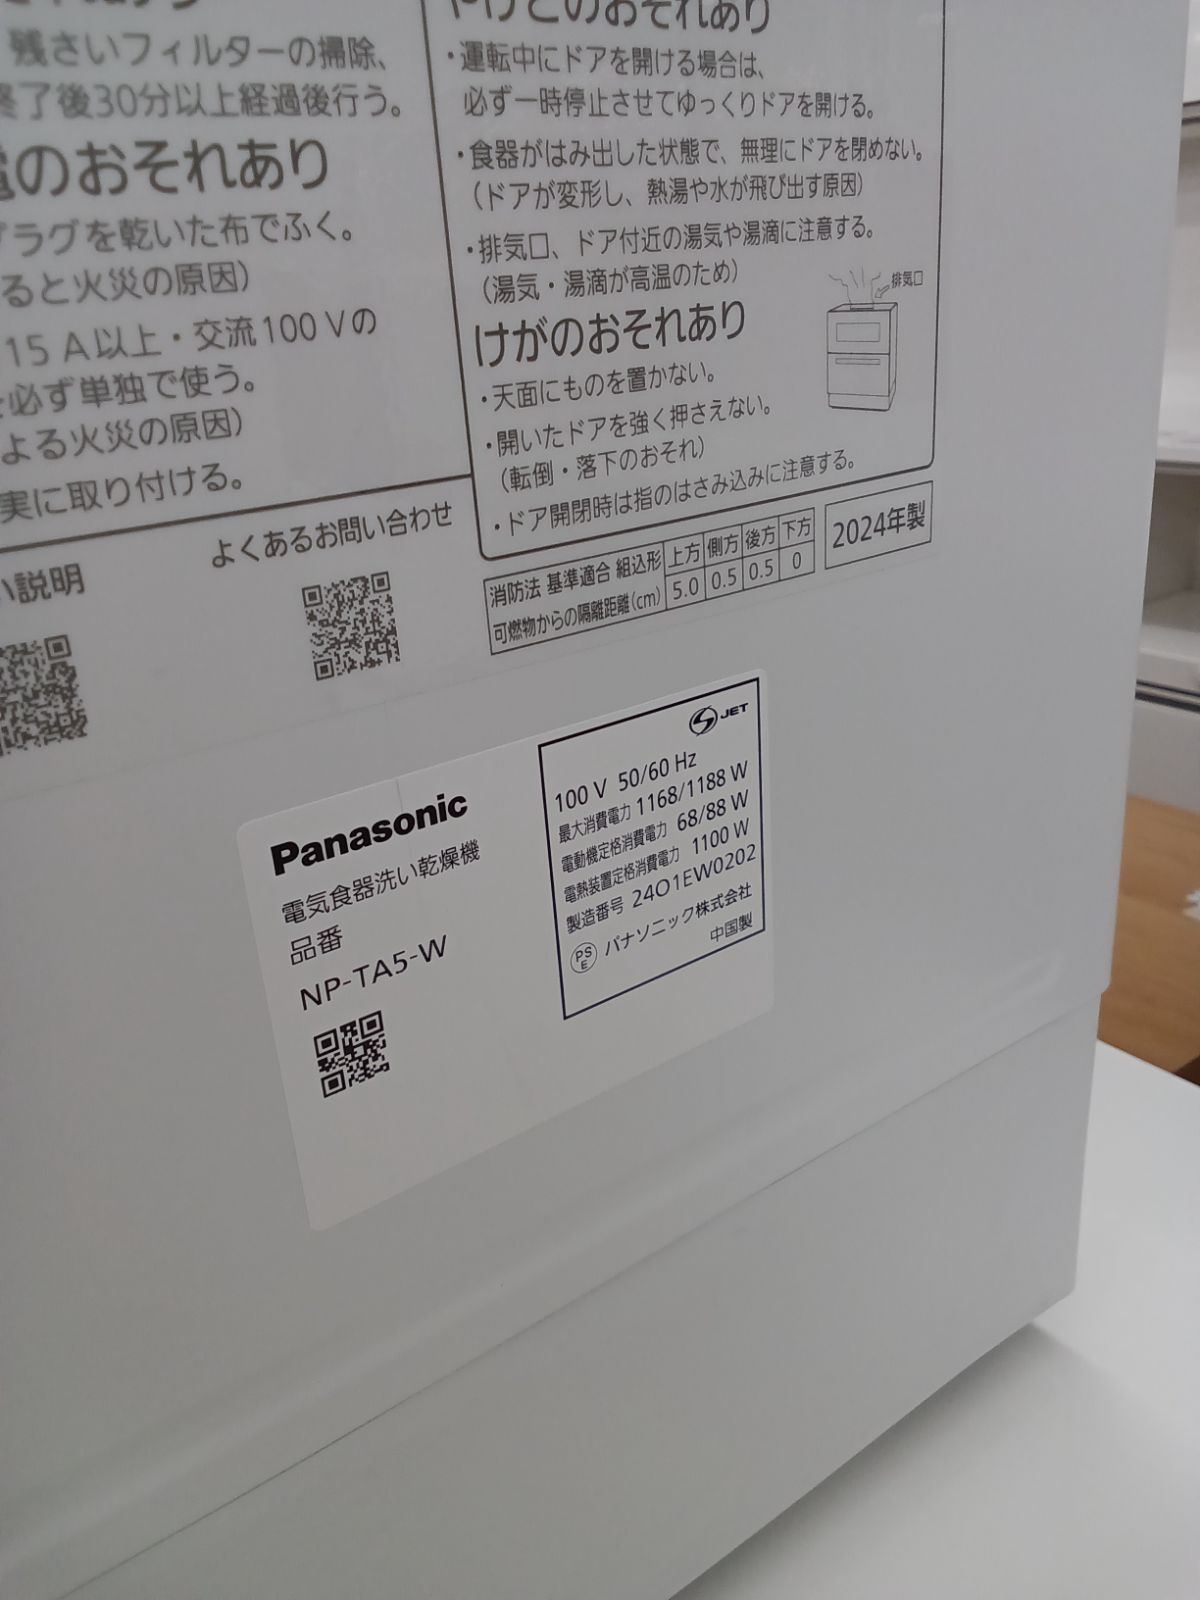 残さいフィルターの掃除、
終了後30分以上経過後行う。
のおそれあり
プラグを乾いた布でふく。
ると火災の原因)
15 A以上・交流100 Vの
必ず単独で使う。
よる火災の原因)
実に取り付ける。
い説明
よくあるお問い合わせ
やけどのおそれあり
・運転中にドアを開ける場合は、
必ず一時停止させてゆっくりドアを開ける。
・食器がはみ出した状態で、無理にドアを閉めない。
(ドアが変形し、熱湯や水が飛び出す原因)
・排気口、ドア付近の湯気や湯滴に注意する。
(湯気・湯滴が高温のため)
排気口
けがのおそれあり
・天面にものを置かない。
・開いたドアを強く押さえない。
(転倒・落下のおそれ)
・ドア開閉時は指のはさみ込みに注意する。
消防法 基準適合 組込形 上方 側方 後方 下方
可燃物からの隔離距離(cm) 5.0 0.5 0.5 0
2024年製
Panasonic
電気食器洗い乾燥機
品番
NP-TA5-W
JET
100 V 50/60 Hz
最大消費電力 1168/1188 W
電動機定格消費電力 68/88 W
電熱装置定格消費電力 1100 W
製造番号 24O1EW0202
PS
E
パナソニック株式会社
中国製